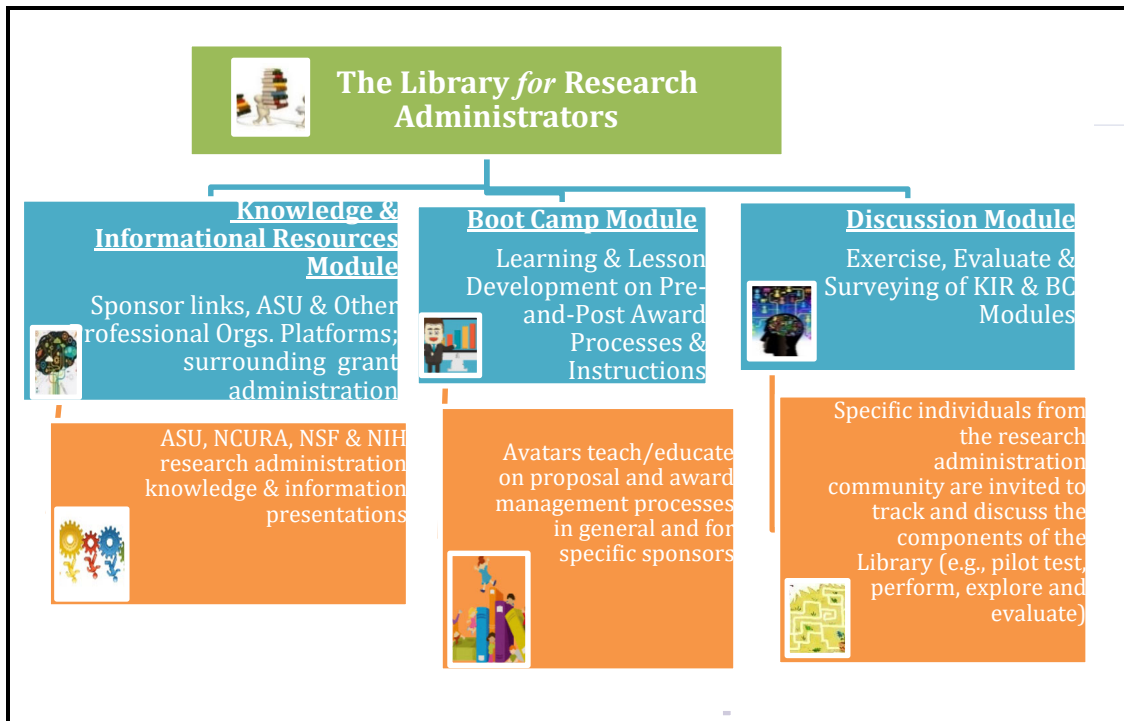 The Library for Research
Administrators
Knowledge &
Informational Resources
Module
Sponsor links, ASU & Other
rofessional Orgs. Platforms;
surrounding grant
administration
ASU, NCURA, NSF & NIH
research administration
knowledge & information
presentations
Boot Camp Module
Learning & Lesson
Development on Pre-
and-Post Award
Processes &
Instructions
Avatars teach/educate
on proposal and award
management processes
in general and for
specific sponsors
Discussion Module
Exercise, Evaluate &
Surveying of KIR & BC
Modules
Specific individuals from
the research
administration
community are invited to
track and discuss the
components of the
Library (e.g., pilot test,
perform, explore and
evaluate)